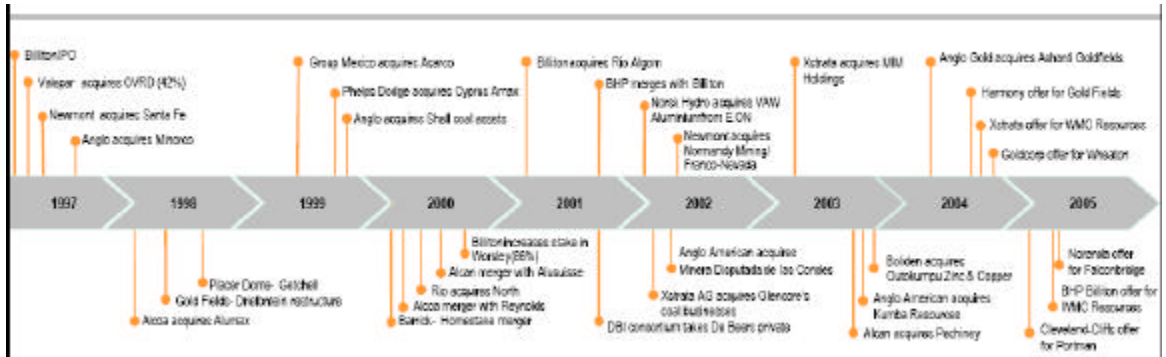 Billiton IPO
Valepar acquires CVRD (42%)
Newmont acquires Santa Fe
Anglo acquires Minorco
Group Mexico acquires Asarco
Phelps Dodge acquires Cyprus Amax
Anglo acquires Shell coal assets
Billiton acquires Rio Algom
BHP merges with Billiton
Norsk Hydro acquires VAW
Aluminium from E.ON
Newmont acquires
Normandy Mining/
Franco-Nevada
Xstrata acquires MIM
Holdings
Anglo Gold acquires Ashanti Goldfields
Harmony offer for Gold Fields
Xstrata offer for WMC Resources
Goldcorp offer for Wheaton
1997
1998
1999
2000
2001
2002
2003
2004
2005
Placer Dome- Getchell
Gold Fields- Driefontein restructure
Alcoa acquires Alumax
Billiton increases stake in
Worsley(86%)
Alcan merger with Alusuisse
Rio acquires North
Alcoa merger with Reynolds
Barrick- Homestake merger
Anglo American acquire
Minera Disputada de las Condes
Xstrata AG acquires Glencore's
coal businesses
DBI consortium takes De Beers private
Boliden acquires
Outokumpu Zinc & Copper
Anglo American acquires
Kumba Resources
Alcan acquires Pechiney
Noranda offer
for Falconbridge
BHP Billiton offer for
WMC Resources
Cleveland-Cliffs offer
for Portman